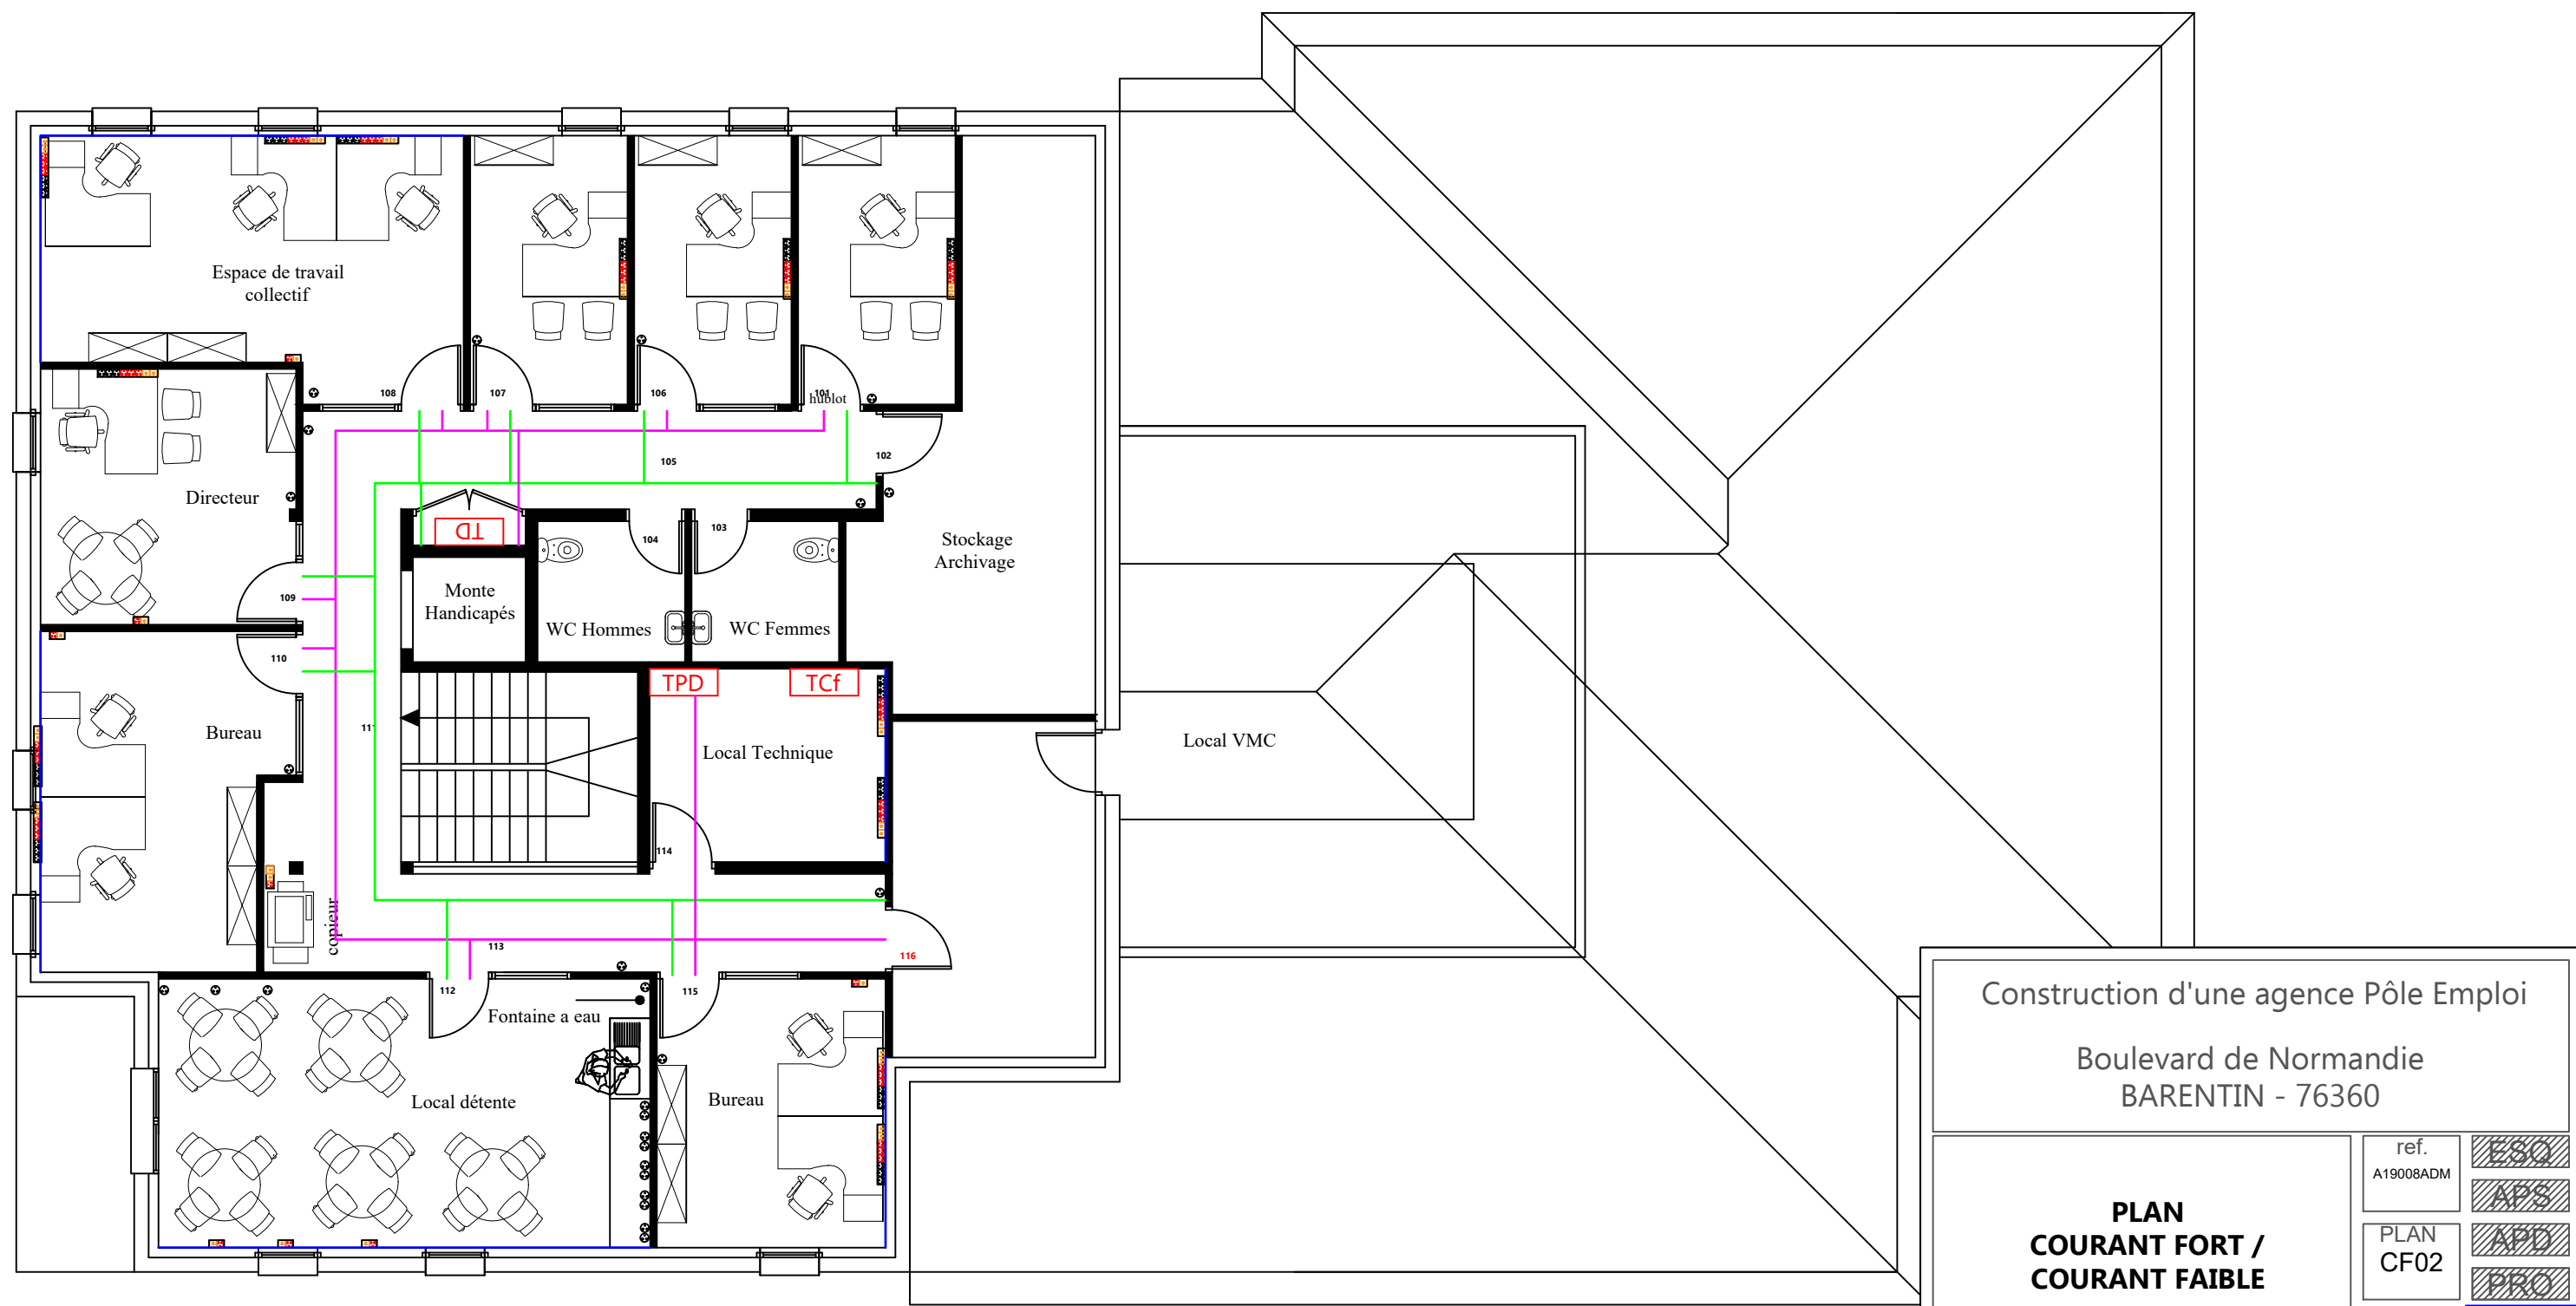 Espace de travail
collectif
108
107
106
101
hublot
105
102
Directeur
TD
104
103
Stockage
Archivage
Monte
Handicapés
109
WC Hommes
WC Femmes
110
TPD
TCf
Bureau
111
Local Technique
Local VMC
114
copieur
113
116
112
115
Fontaine a eau
Local détente
Bureau
Construction d'une agence Pôle Emploi
Boulevard de Normandie
BARENTIN - 76360
PLAN
COURANT FORT /
COURANT FAIBLE
ref.
A19008ADM
PLAN
CF02
ESQ
APS
APD
PRO